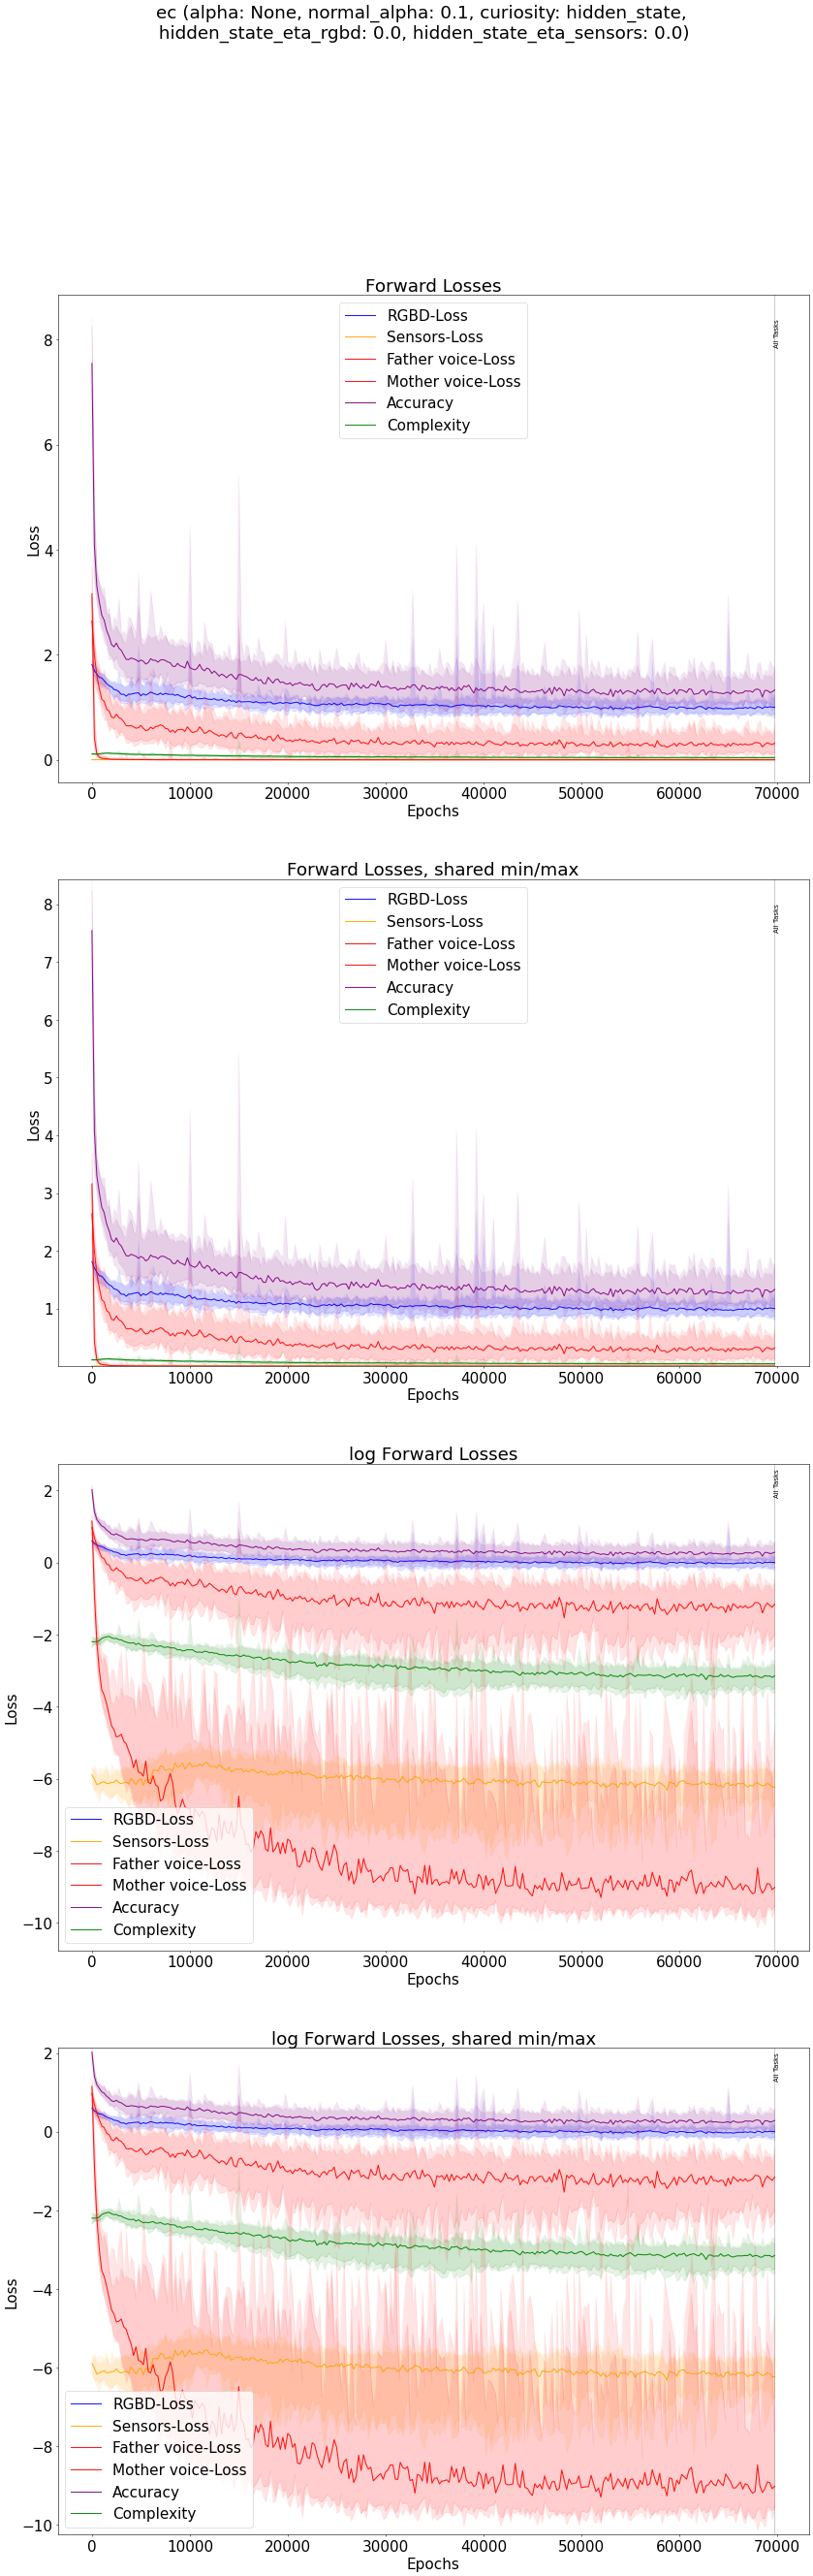 ec (alpha: None, normal_alpha: 0.1, curiosity: hidden_state,
hidden_state_eta_rgbd: 0.0, hidden_state_eta_sensors: 0.0)
Forward Losses
RGBD-Loss
Sensors-Loss
Father voice-Loss
Mother voice-Loss
Accuracy
Complexity
All Tasks
8
6
4
2
0
Loss
0 10000 20000 30000 40000 50000 60000 70000
Epochs
Forward Losses, shared min/max
RGBD-Loss
Sensors-Loss
Father voice-Loss
Mother voice-Loss
Accuracy
Complexity
All Tasks
8
7
6
5
4
3
2
1
Loss
0 10000 20000 30000 40000 50000 60000 70000
Epochs
log Forward Losses
All Tasks
2
0
−2
−4
−6
−8
−10
Loss
RGBD-Loss
Sensors-Loss
Father voice-Loss
Mother voice-Loss
Accuracy
Complexity
0 10000 20000 30000 40000 50000 60000 70000
Epochs
log Forward Losses, shared min/max
All Tasks
2
0
−2
−4
−6
−8
−10
Loss
RGBD-Loss
Sensors-Loss
Father voice-Loss
Mother voice-Loss
Accuracy
Complexity
0 10000 20000 30000 40000 50000 60000 70000
Epochs